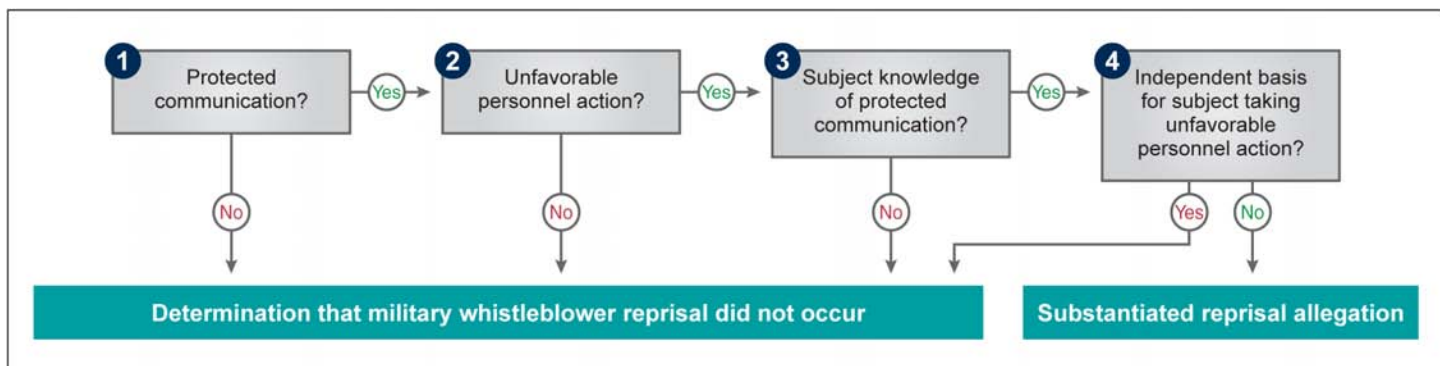 1
Protected
communication?
Yes
No
2
Unfavorable
personnel action?
Yes
No
3
Subject knowledge
of protected
communication?
Yes
No
4
Independent basis
for subject taking
unfavorable
personnel action?
Yes
No
Determination that military whistleblower reprisal did not occur
Substantiated reprisal allegation